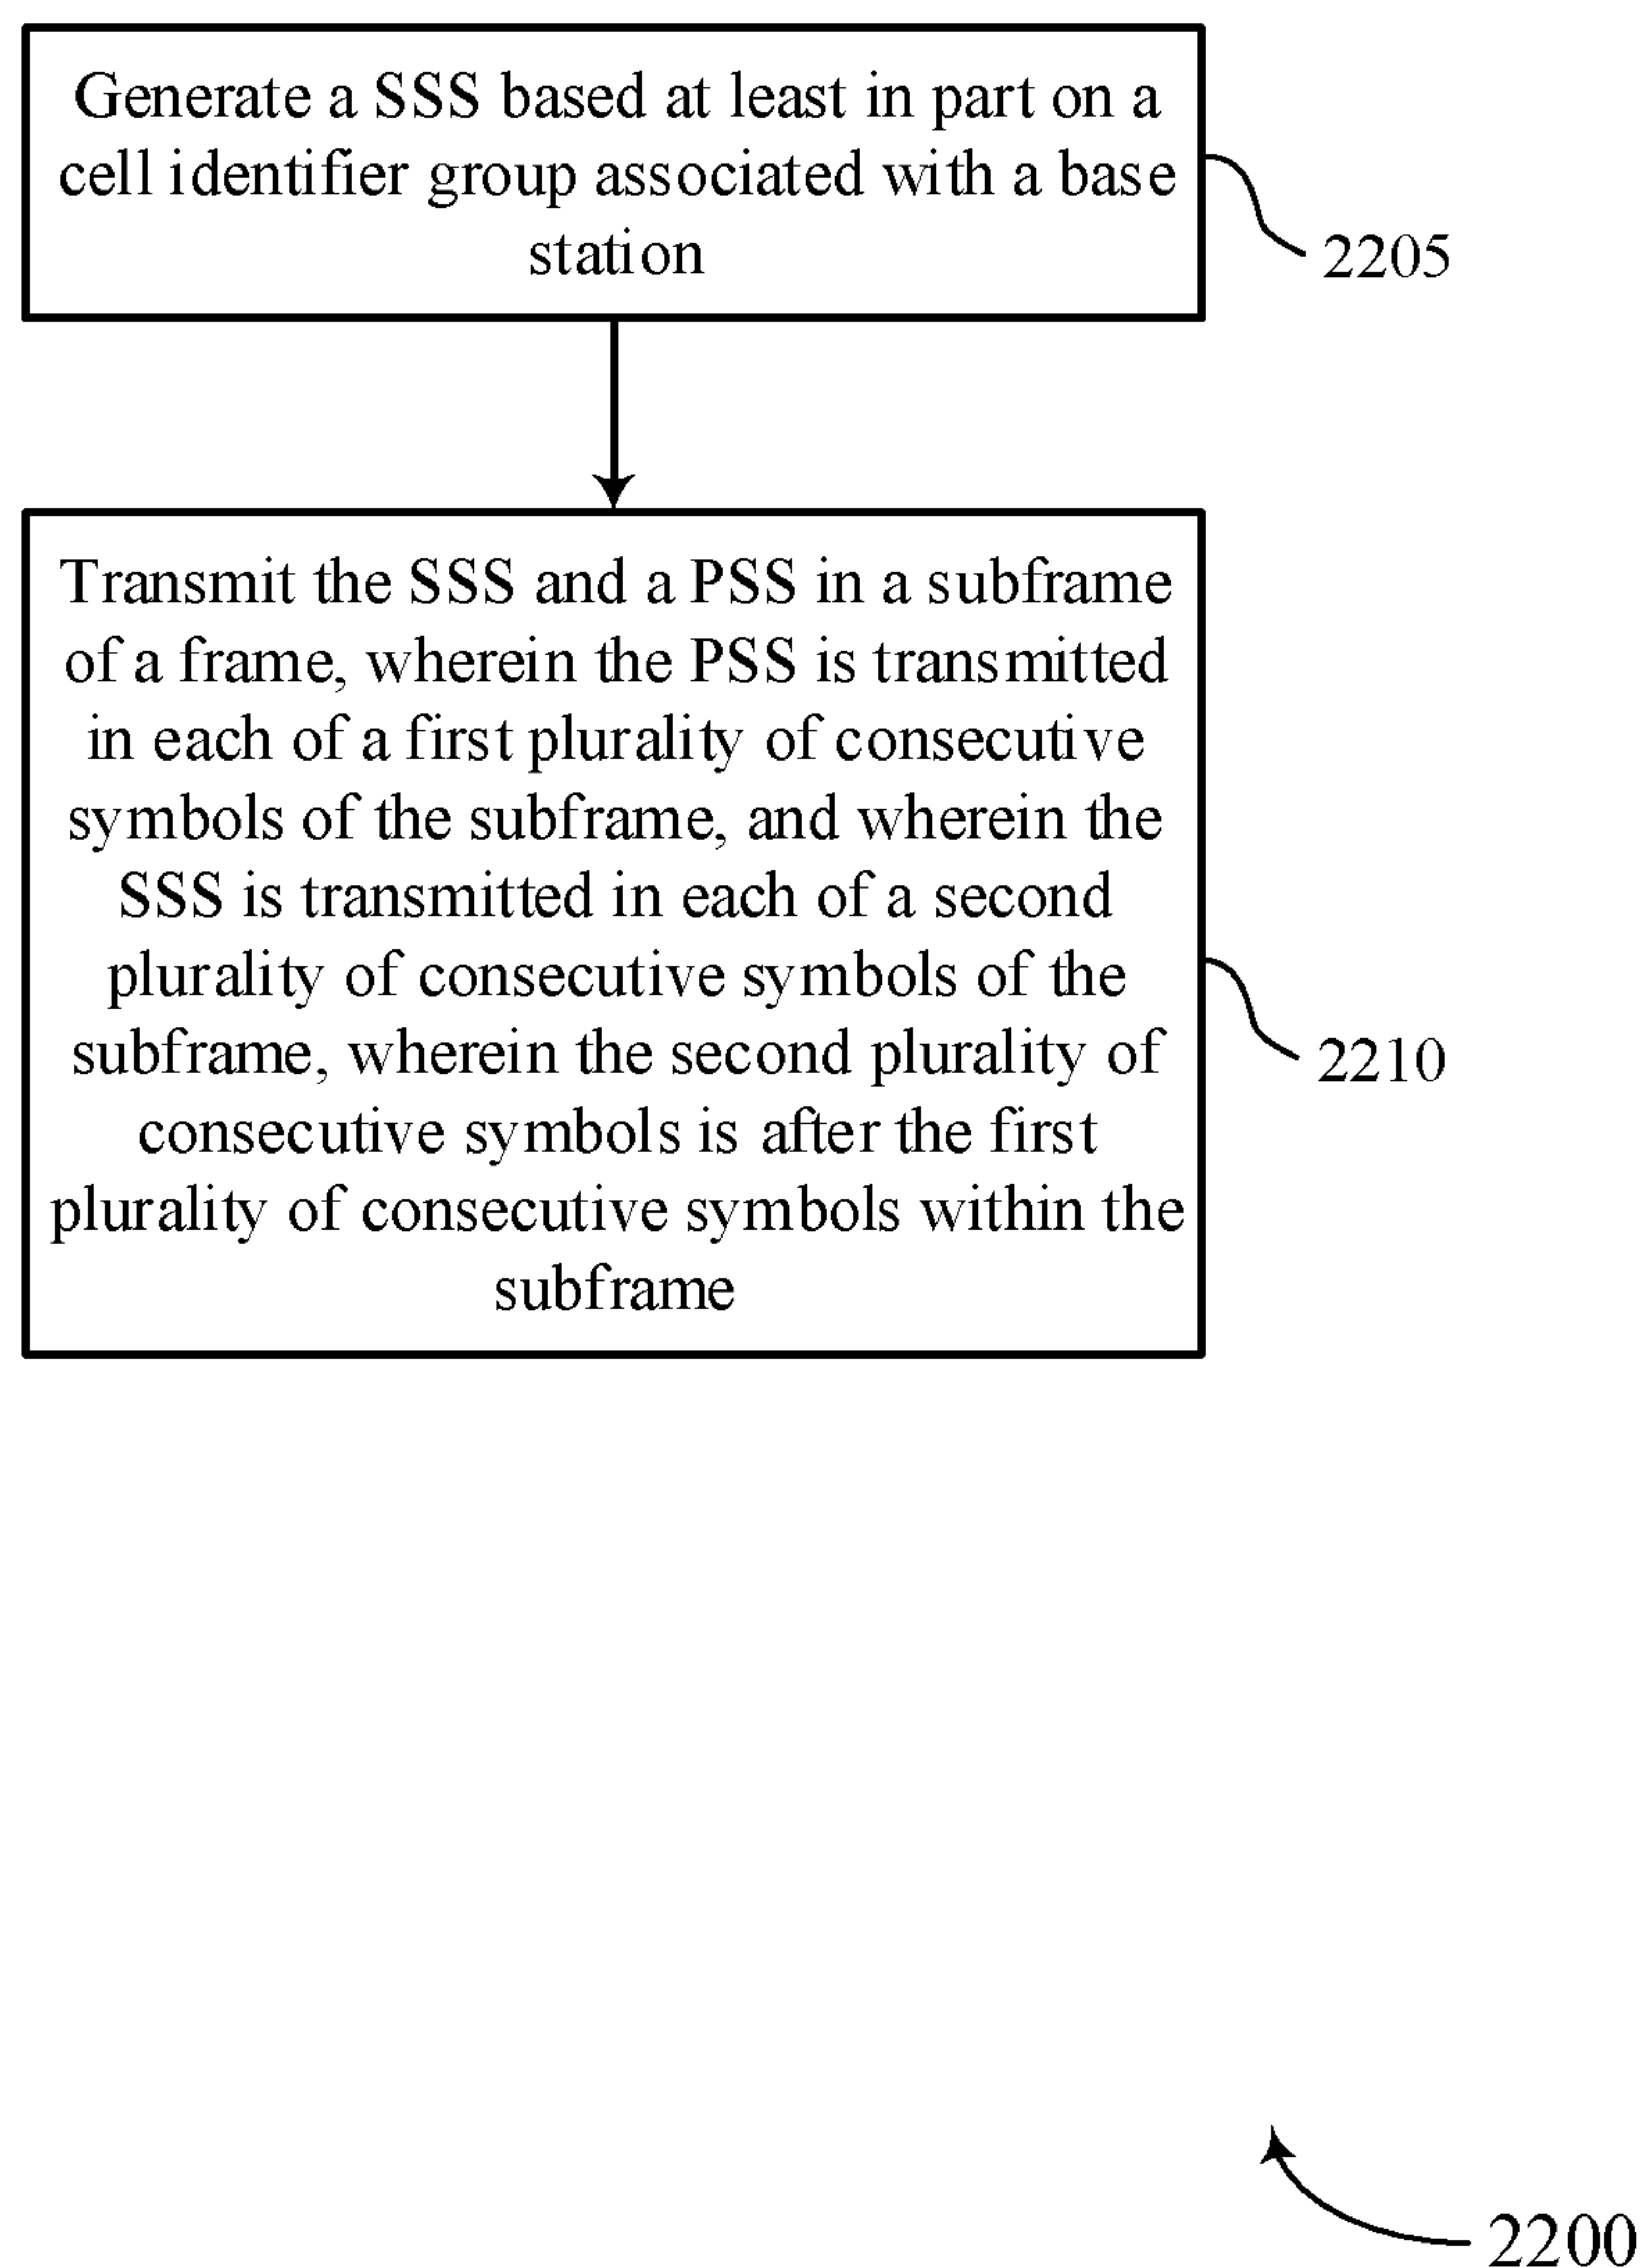 Generate a SSS based at least in part on a
cell identifier group associated with a base
station
2205
Transmit the SSS and a PSS in a subframe
of a frame, wherein the PSS is transmitted
in each of a first plurality of consecutive
symbols of the subframe, and wherein the
SSS is transmitted in each of a second
plurality of consecutive symbols of the
subframe, wherein the second plurality of
consecutive symbols is after the first
plurality of consecutive symbols within the
subframe
2210
2200